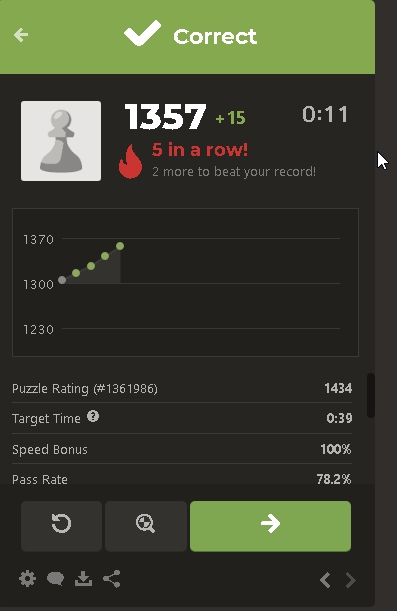 Correct
1357 +15 0:11
5 in a row!
2 more to beat your record!
1370
1300
1230
Puzzle Rating (#1361986) 1434
Target Time ? 0:39
Speed Bonus 100%
Pass Rate 78.2%